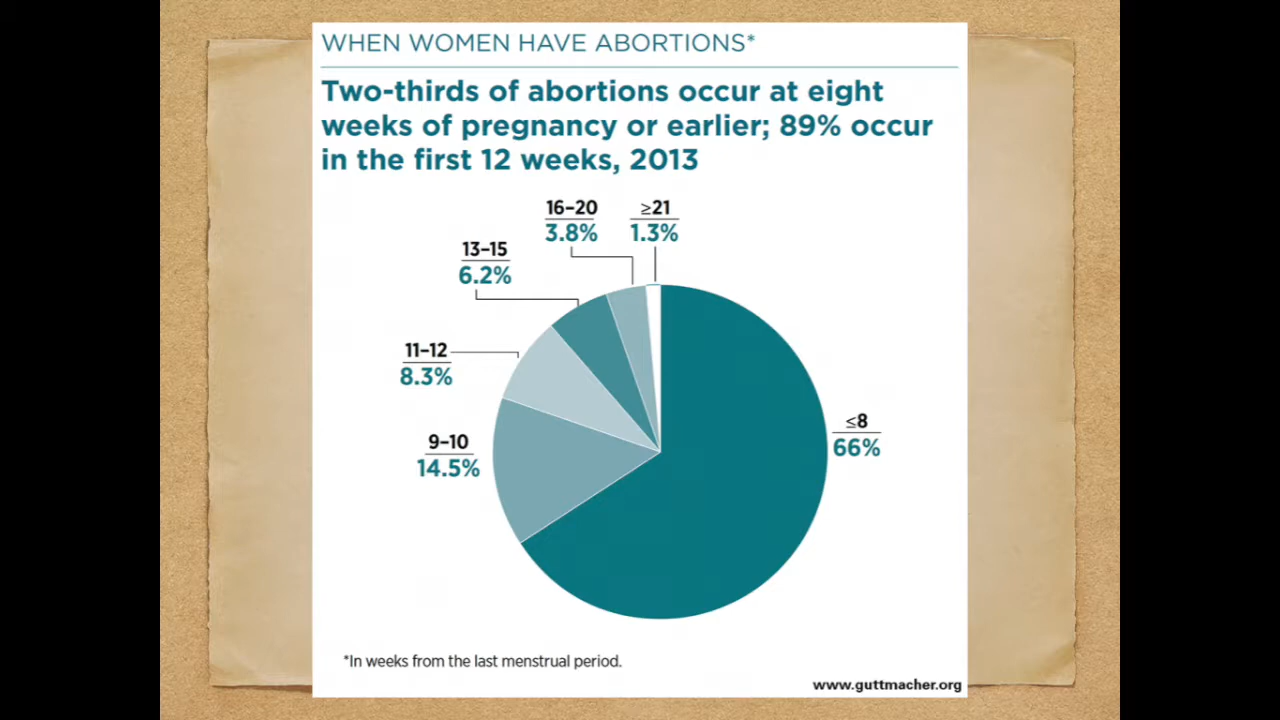 WHEN WOMEN HAVE ABORTIONS*
Two-thirds of abortions occur at eight
weeks of pregnancy or earlier; 89% occur
in the first 12 weeks, 2013
16–20
3.8%
≥21
1.3%
13–15
6.2%
11–12
8.3%
9–10
14.5%
≤8
66%
*In weeks from the last menstrual period.
www.guttmacher.org